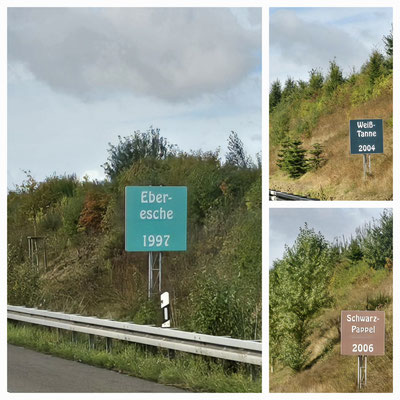 Eber-
esche
1997
Weiß-
Tanne
2004
Schwarz-
Pappel
2006